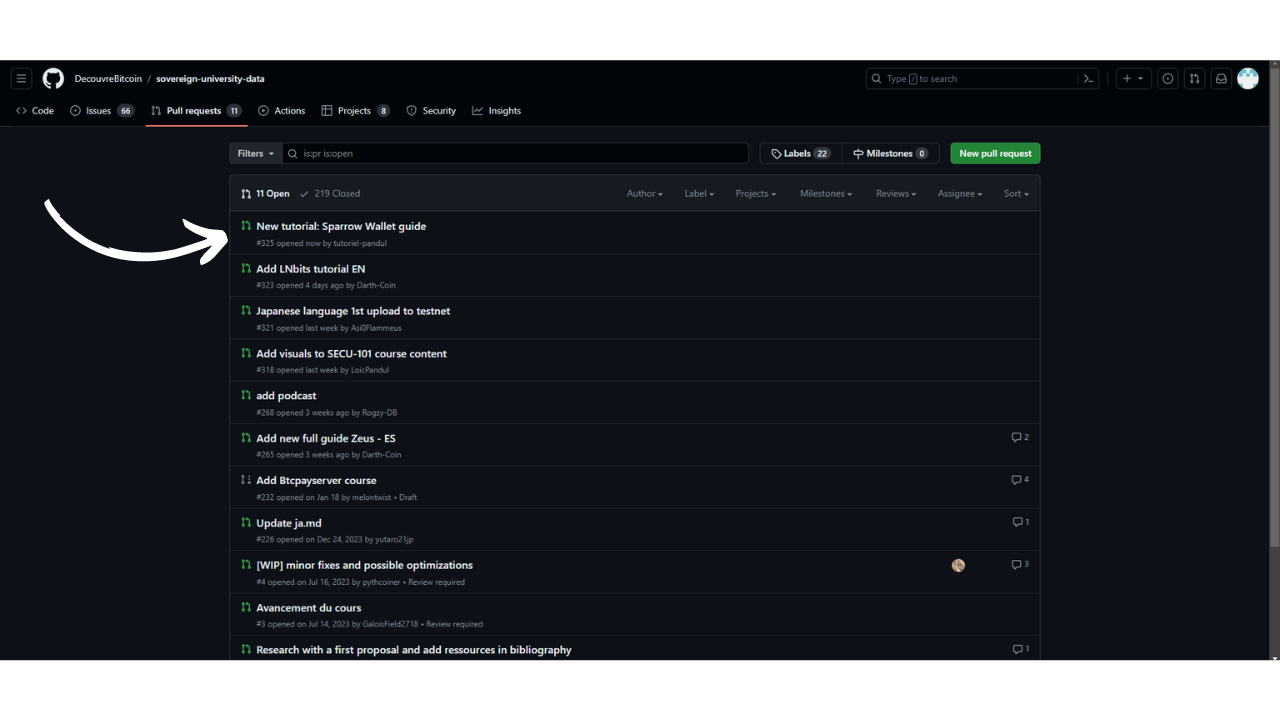 DecouvreBitcoin / sovereign-university-data
Type / to search
Code
Issues 66
Pull requests 11
Actions
Projects 8
Security
Insights
Filters
is:pr is:open
Labels 22
Milestones 0
New pull request
11 Open
219 Closed
Author
Label
Projects
Milestones
Reviews
Assignee
Sort
New tutorial: Sparrow Wallet guide
#325 opened now by tutoriel-pandul
Add LNbits tutorial EN
#323 opened 4 days ago by Darth-Coin
Japanese language 1st upload to testnet
#321 opened last week by Asi0Flammeus
Add visuals to SECU-101 course content
#318 opened last week by LoicPandul
add podcast
#268 opened 3 weeks ago by Rogzy-DB
Add new full guide Zeus - ES
2
#265 opened 3 weeks ago by Darth-Coin
Add Btcpayserver course
4
#232 opened on Jan 18 by melontwist • Draft
Update ja.md
1
#226 opened on Dec 24, 2023 by yutaro21jp
[WIP] minor fixes and possible optimizations
3
#4 opened on Jul 16, 2023 by pythcoiner • Review required
Avancement du cours
#3 opened on Jul 14, 2023 by GaloisField2718 • Review required
Research with a first proposal and add ressources in bibliography
1